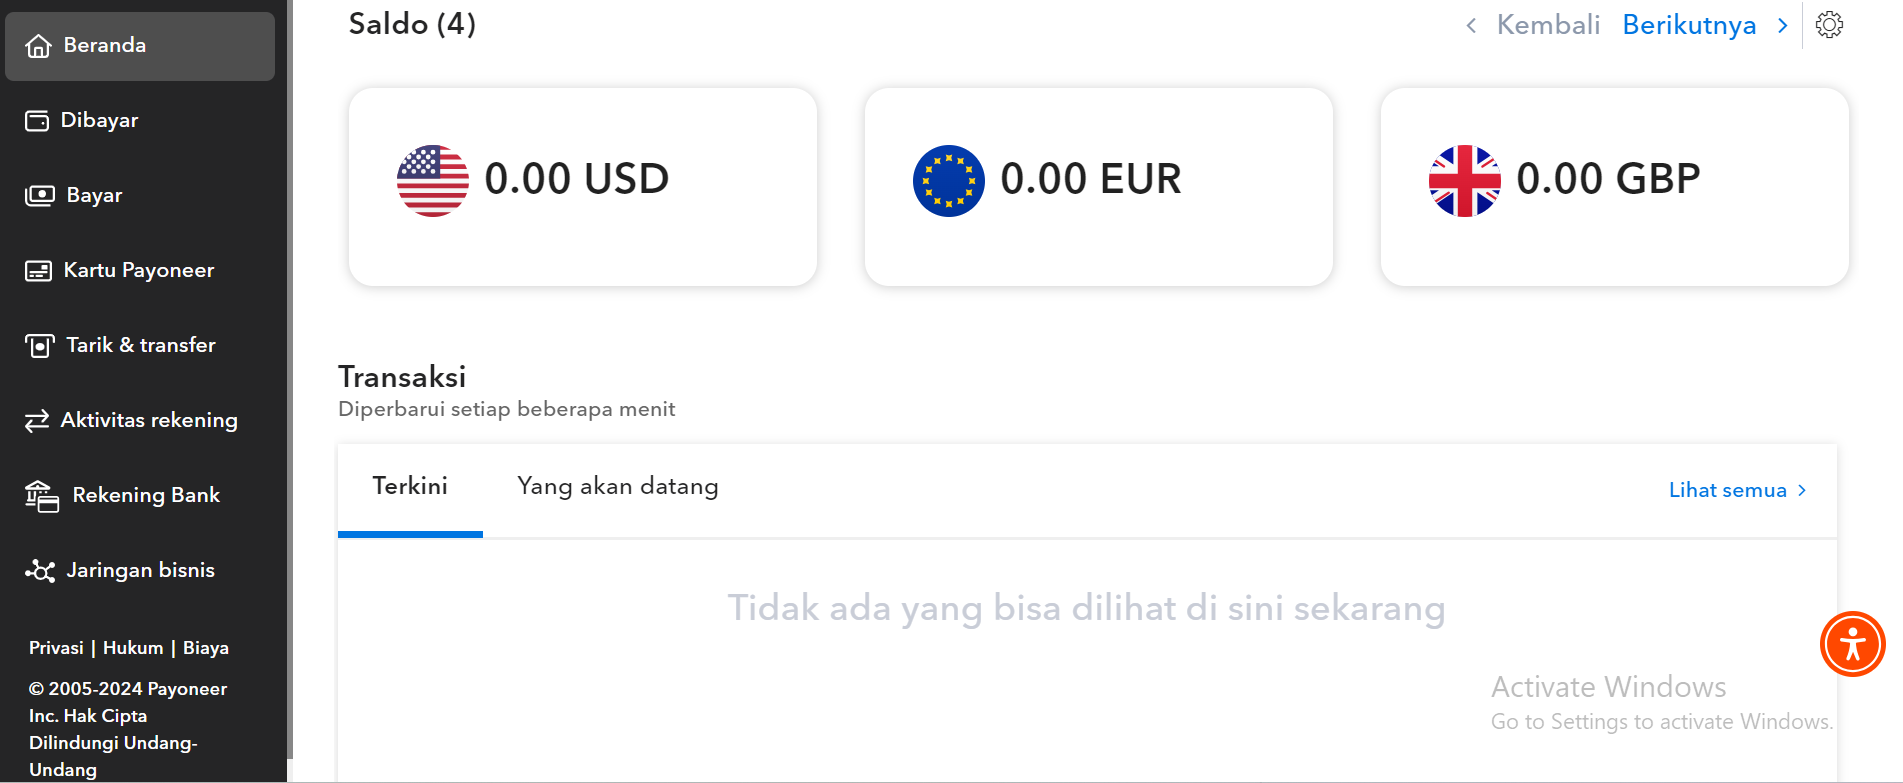 Beranda
Dibayar
Bayar
Kartu Payoneer
Tarik & transfer
Aktivitas rekening
Rekening Bank
Jaringan bisnis
Privasi | Hukum | Biaya
© 2005-2024 Payoneer
Inc. Hak Cipta
Dilindungi Undang-
Undang
Saldo (4)
Kembali Berikutnya
0.00 USD
0.00 EUR
0.00 GBP
Transaksi
Diperbarui setiap beberapa menit
Terkini Yang akan datang Lihat semua
Tidak ada yang bisa dilihat di sini sekarang
Activate Windows
Go to Settings to activate Windows.